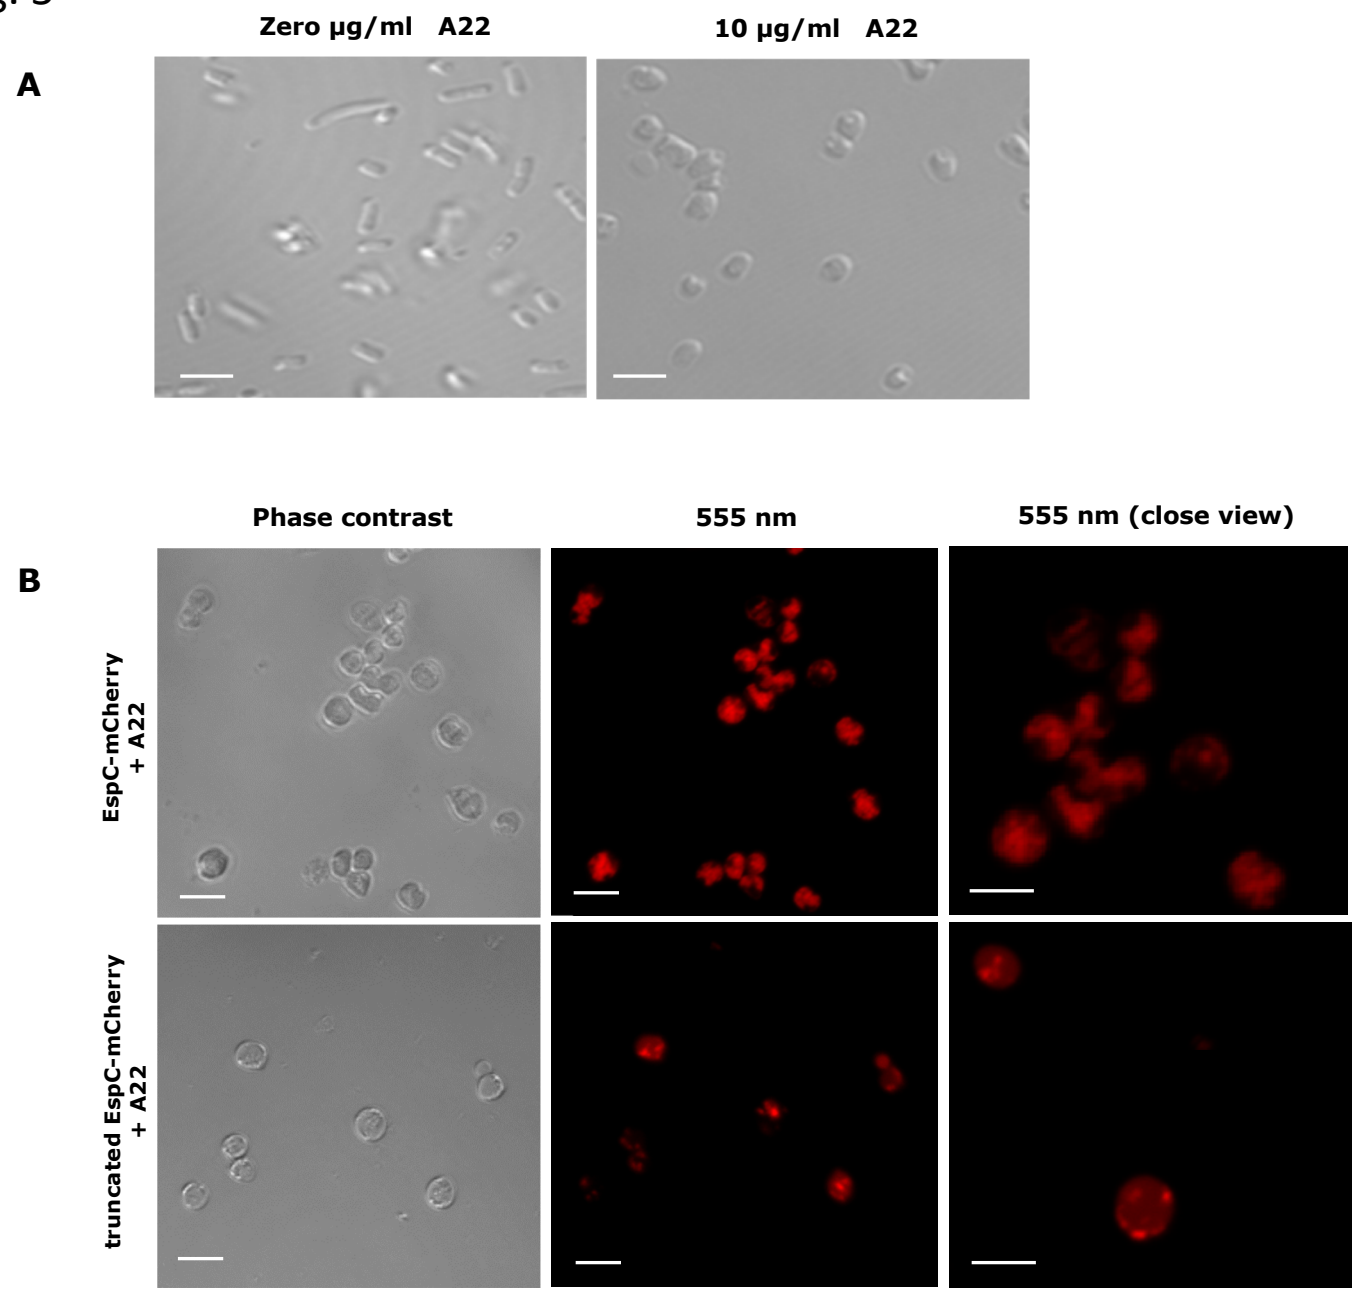 g. 3
Zero µg/ml A22
10 µg/ml A22
A
Phase contrast
555 nm
555 nm (close view)
B
EspC-mCherry
+ A22
truncated EspC-mCherry
+ A22